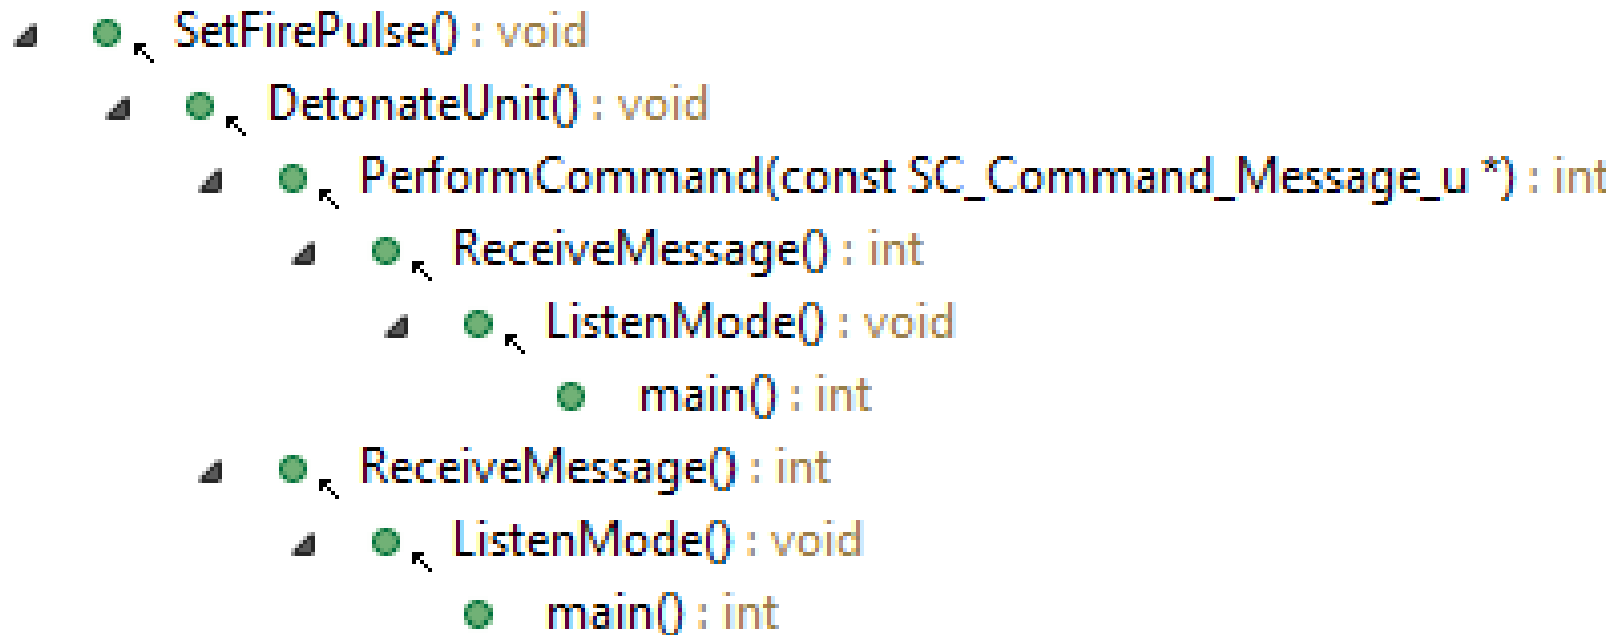 SetFirePulse() : void
DetonateUnit() : void
PerformCommand(const SC_Command_Message_u *) : int
ReceiveMessage() : int
ListenMode() : void
main() : int
ReceiveMessage() : int
ListenMode() : void
main() : int